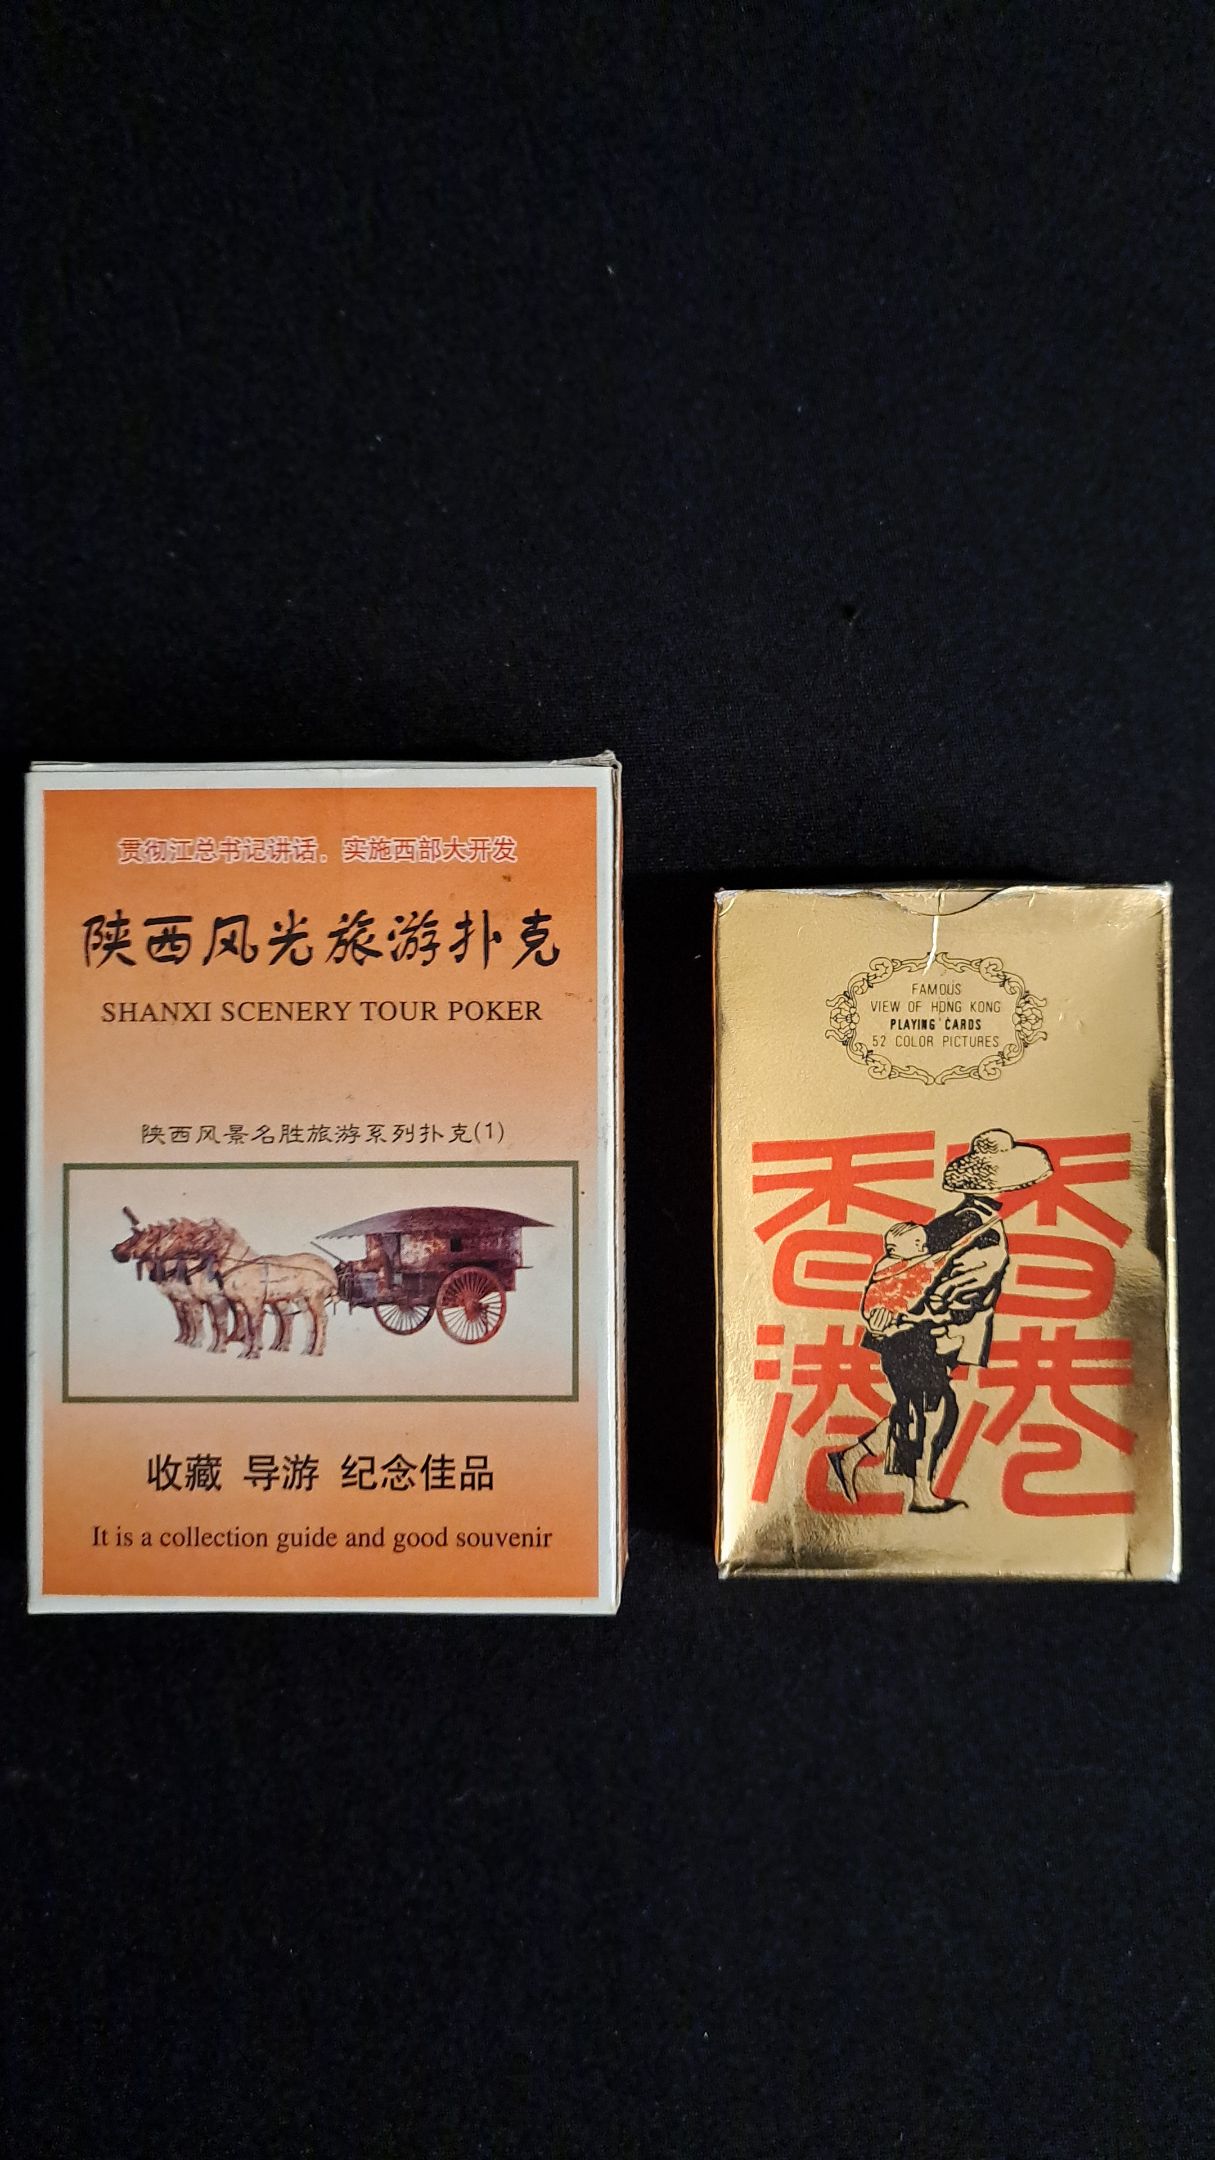 贯彻江总书记讲话，实施西部大开发
陕西风光旅游扑克
SHANXI SCENERY TOUR POKER
陕西风景名胜旅游系列扑克(1)
收藏 导游 纪念佳品
It is a collection guide and good souvenir
FAMOUS
VIEW OF HONG KONG
PLAYING CARDS
52 COLOR PICTURES
香港
香港